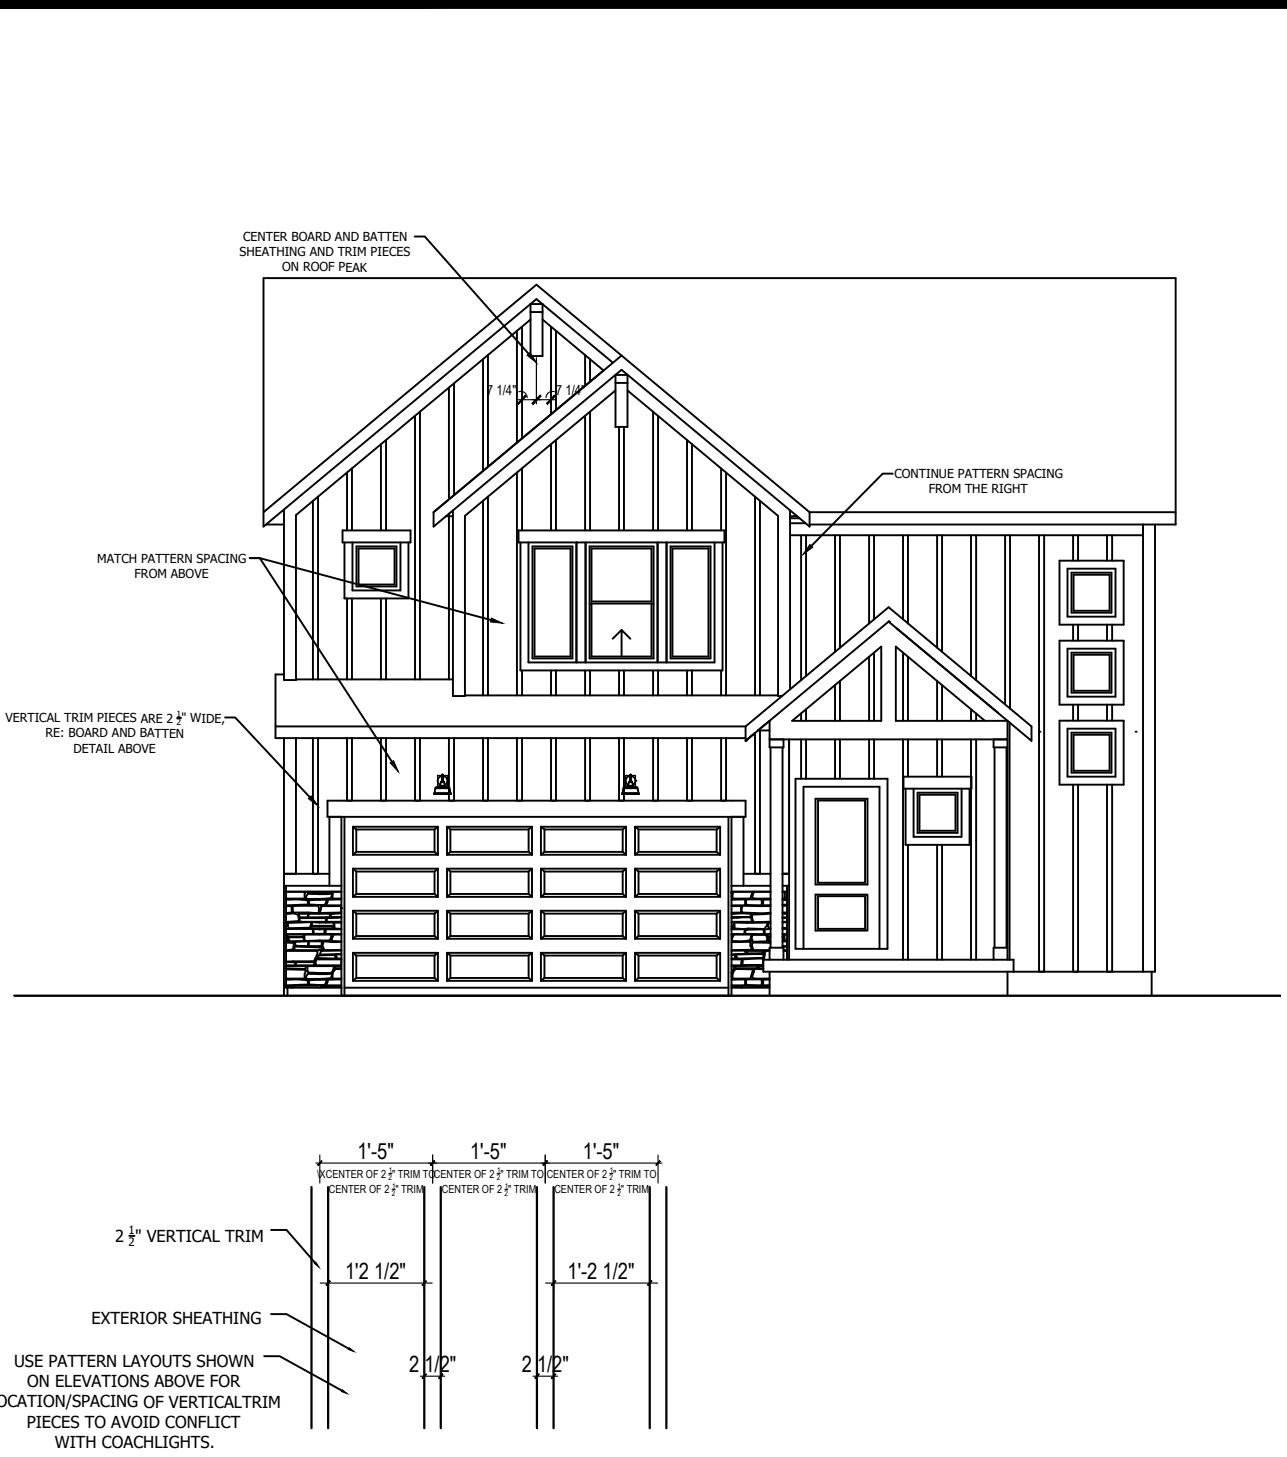 CENTER BOARD AND BATTEN
SHEATHING AND TRIM PIECES
ON ROOF PEAK
7 1/4"
7 1/4"
CONTINUE PATTERN SPACING
FROM THE RIGHT
MATCH PATTERN SPACING
FROM ABOVE
VERTICAL TRIM PIECES ARE 2 1/2" WIDE,
RE: BOARD AND BATTEN
DETAIL ABOVE
1'-5"
1'-5"
1'-5"
CENTER OF 2 1/2" TRIM TO
CENTER OF 2 1/2" TRIM
CENTER OF 2 1/2" TRIM TO
CENTER OF 2 1/2" TRIM
CENTER OF 2 1/2" TRIM TO
CENTER OF 2 1/2" TRIM
2 1/2" VERTICAL TRIM
1'2 1/2"
1'-2 1/2"
EXTERIOR SHEATHING
2 1/2"
2 1/2"
USE PATTERN LAYOUTS SHOWN
ON ELEVATIONS ABOVE FOR
OCATION/SPACING OF VERTICALTRIM
PIECES TO AVOID CONFLICT
WITH COACHLIGHTS.